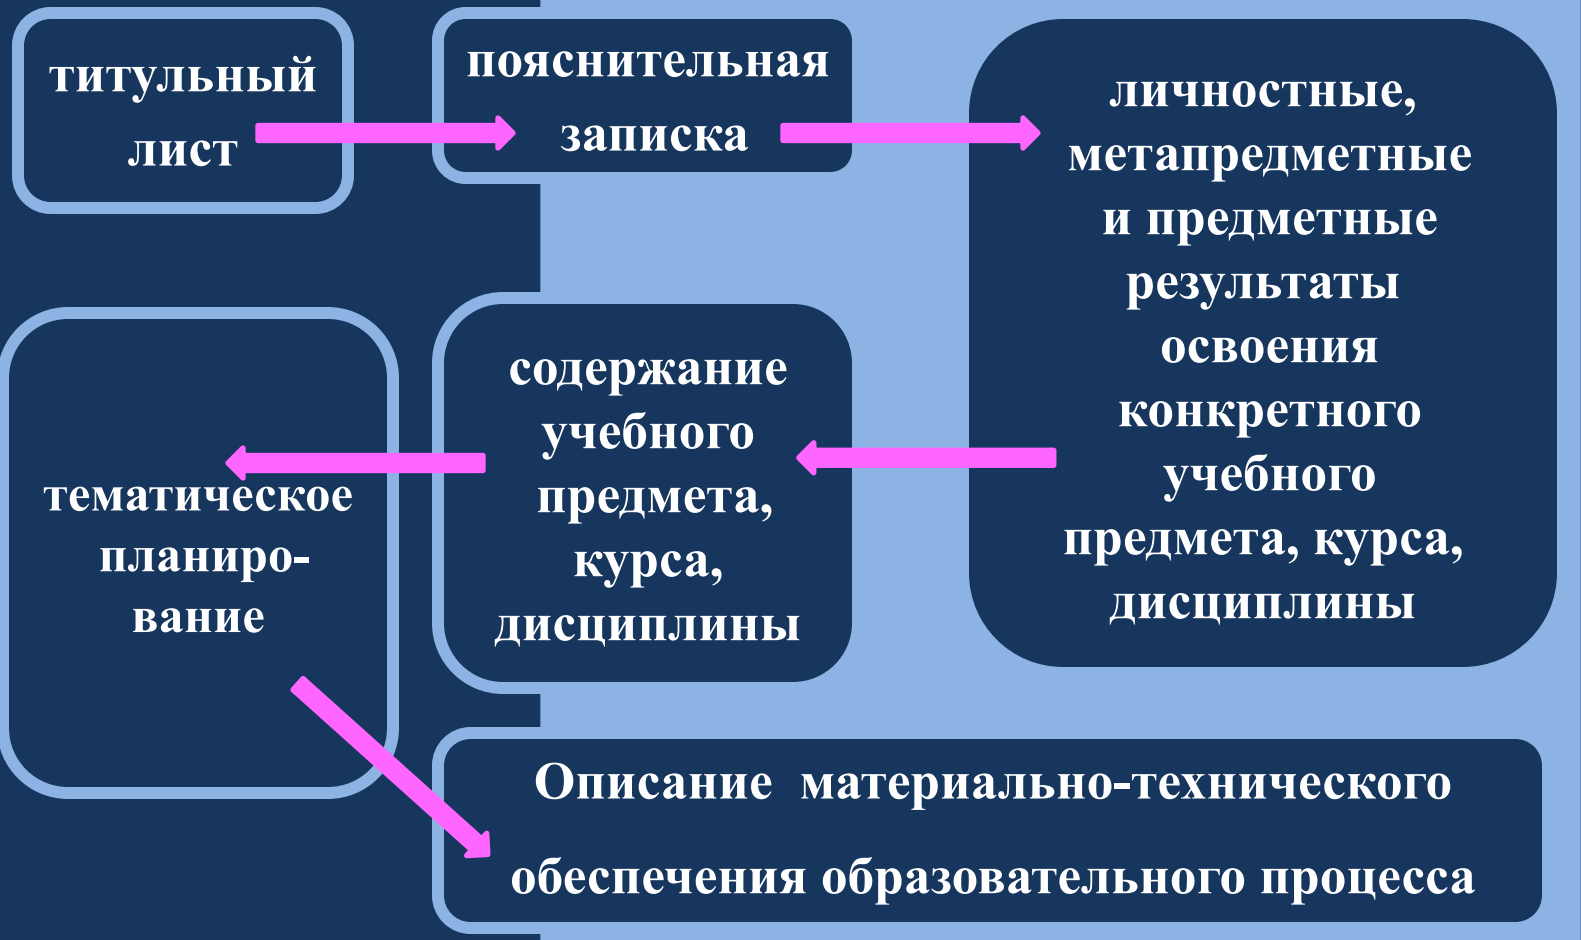 титульный
лист
пояснительная
записка
личностные,
метапредметные
и предметные
результаты
освоения
конкретного
учебного
предмета, курса,
дисциплины
содержание
учебного
предмета,
курса,
дисциплины
тематическое
планиро-
вание
Описание материально-технического
обеспечения образовательного процесса